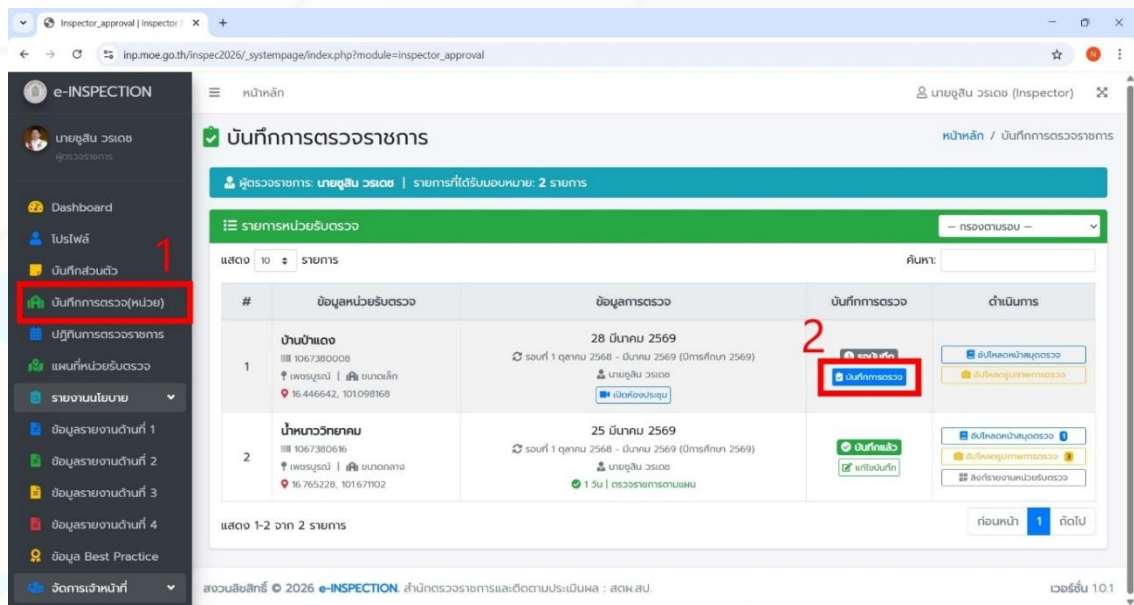 Inspector_approval | Inspector
inp.moe.go.th/inspec2026/_systempage/index.php?module=inspector_approval
N
e-INSPECTION
หน้าหลัก
นายชูสิน วรเดช (Inspector)
นายชูสิน วรเดช
ผู้ตรวจราชการ
บันทึกการตรวจราชการ
หน้าหลัก / บันทึกการตรวจราชการ
ผู้ตรวจราชการ: นายชูสิน วรเดช | รายการที่ได้รับมอบหมาย: 2 รายการ
Dashboard
โปรไฟล์
บันทึกส่วนตัว
1
บันทึกการตรวจ(หน่วย)
ปฏิทินการตรวจราชการ
แผนที่หน่วยรับตรวจ
รายงานนโยบาย
ข้อมูลรายงานด้านที่ 1
ข้อมูลรายงานด้านที่ 2
ข้อมูลรายงานด้านที่ 3
ข้อมูลรายงานด้านที่ 4
ข้อมูล Best Practice
จัดการเจ้าหน้าที่
รายการหน่วยรับตรวจ
-- กรองตามรอบ --
แสดง 10 รายการ
ค้นหา:
# ข้อมูลหน่วยรับตรวจ ข้อมูลการตรวจ บันทึกการตรวจ ดำเนินการ
1
บ้านป่าแดง
1067380008
เพชรบูรณ์ | ขนาดเล็ก
16.446642, 101.098168
28 มีนาคม 2569
รอบที่ 1 ตุลาคม 2568 - มีนาคม 2569 (ปีการศึกษา 2569)
นายชูสิน วรเดช
เปิดห้องประชุม
2
รอบันทึก
บันทึกการตรวจ
อัปโหลดหน้าสมุดตรวจ
อัปโหลดรูปภาพการตรวจ
2
น้ำหนาววิทยาคม
1067380616
เพชรบูรณ์ | ขนาดกลาง
16.765228, 101.671102
25 มีนาคม 2569
รอบที่ 1 ตุลาคม 2568 - มีนาคม 2569 (ปีการศึกษา 2569)
นายชูสิน วรเดช
1 วัน | ตรวจราชการตามแผน
บันทึกแล้ว
แก้ไขบันทึก
อัปโหลดหน้าสมุดตรวจ 1
อัปโหลดรูปภาพการตรวจ 3
ลิงก์รายงานหน่วยรับตรวจ
แสดง 1-2 จาก 2 รายการ
ก่อนหน้า 1 ถัดไป
สงวนลิขสิทธิ์ © 2026 e-INSPECTION. สำนักตรวจราชการและติดตามประเมินผล : สตผ.สป.
เวอร์ชั่น 1.0.1